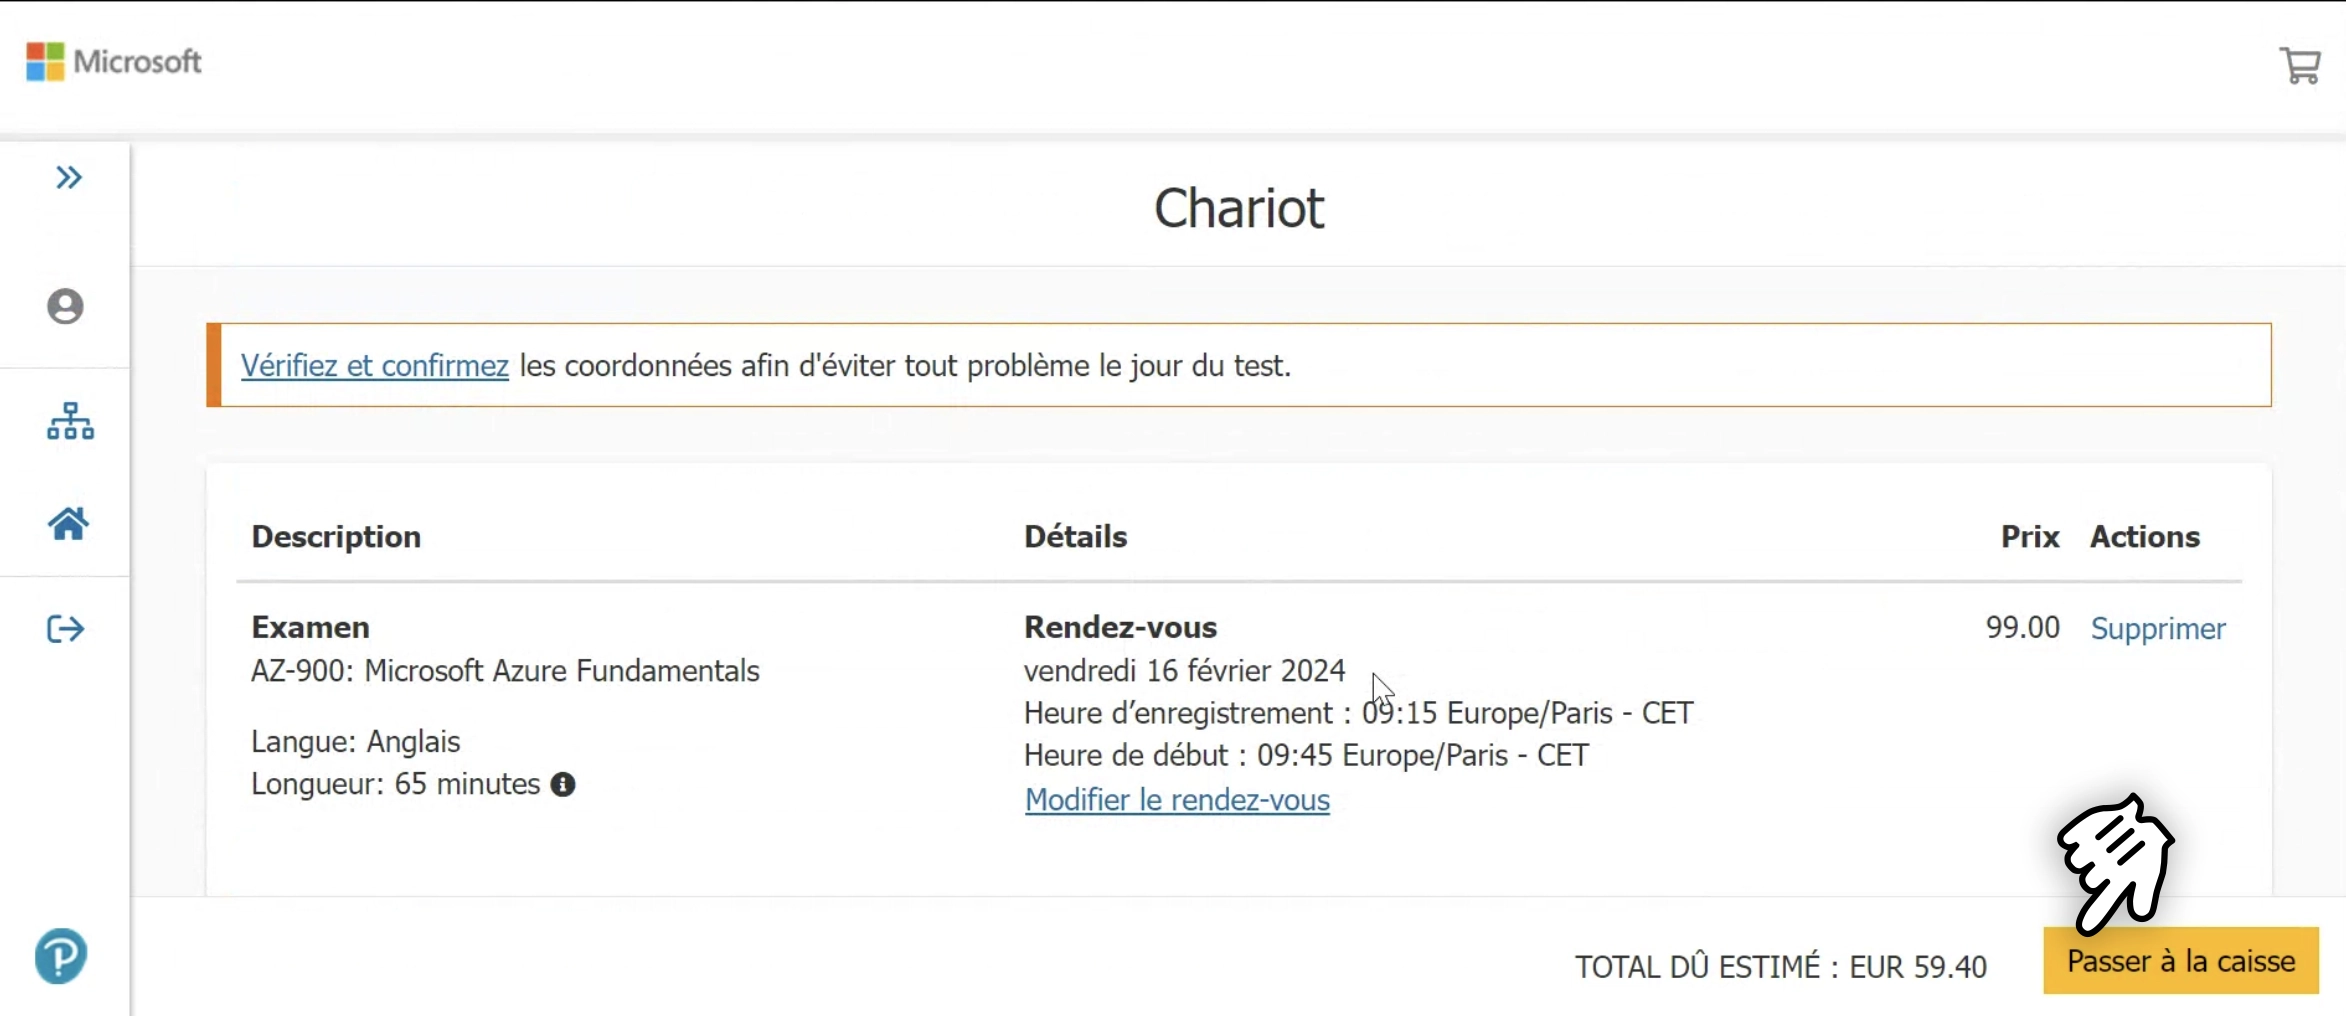 Microsoft
Chariot
Vérifiez et confirmez les coordonnées afin d'éviter tout problème le jour du test.
Description Détails Prix Actions
Examen Rendez-vous 99.00 Supprimer
AZ-900: Microsoft Azure Fundamentals vendredi 16 février 2024
Heure d’enregistrement : 09:15 Europe/Paris - CET
Langue: Anglais Heure de début : 09:45 Europe/Paris - CET
Longueur: 65 minutes Modifier le rendez-vous
TOTAL DÛ ESTIMÉ : EUR 59.40 Passer à la caisse